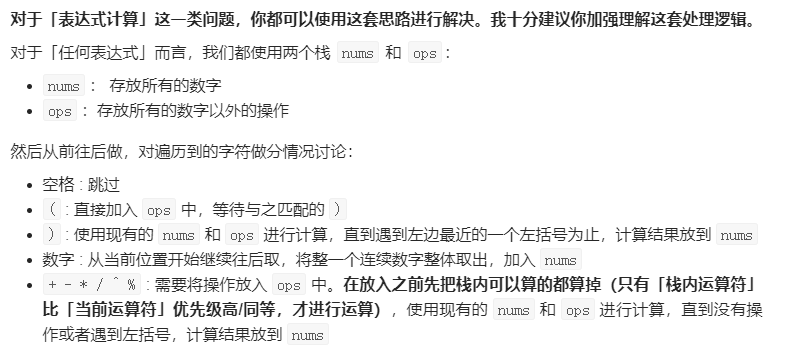 对于「表达式计算」这一类问题，你都可以使用这套思路进行解决。我十分建议你加强理解这套处理逻辑。
对于「任何表达式」而言，我们都使用两个栈 nums 和 ops：
• nums ： 存放所有的数字
• ops ：存放所有的数字以外的操作
然后从前往后做，对遍历到的字符做分情况讨论：
• 空格 : 跳过
• ( : 直接加入 ops 中，等待与之匹配的 )
• ) : 使用现有的 nums 和 ops 进行计算，直到遇到左边最近的一个左括号为止，计算结果放到 nums
• 数字 : 从当前位置开始继续往后取，将整一个连续数字整体取出，加入 nums
• + - * / ^ % : 需要将操作放入 ops 中。在放入之前先把栈内可以算的都算掉（只有「栈内运算符」
比「当前运算符」优先级高/同等，才进行运算），使用现有的 nums 和 ops 进行计算，直到没有操
作或者遇到左括号，计算结果放到 nums